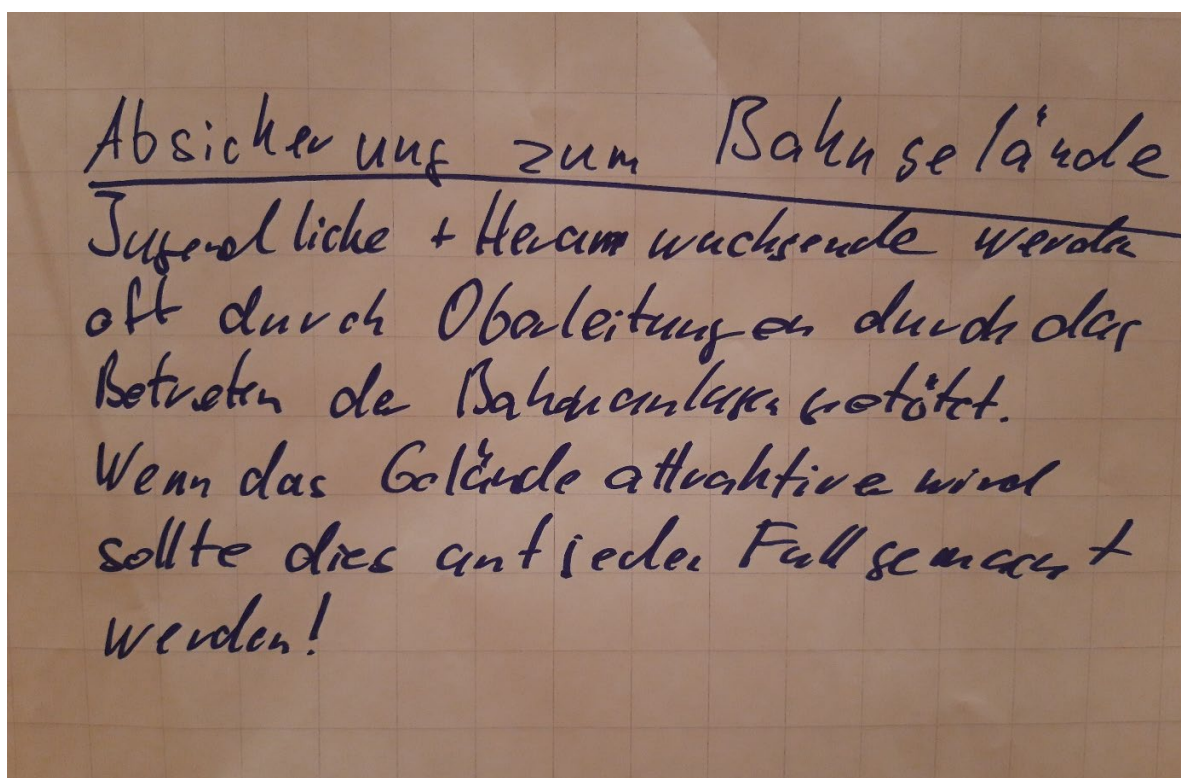 Absicherung zum Bahngelände
Jugendliche + Heranwachsende werden
oft durch Oberleitungen durch das
Betreten der Bahnanlagen getötet.
Wenn das Gelände attraktive wird
sollte dies auf jeden Fall gemacht
werden!